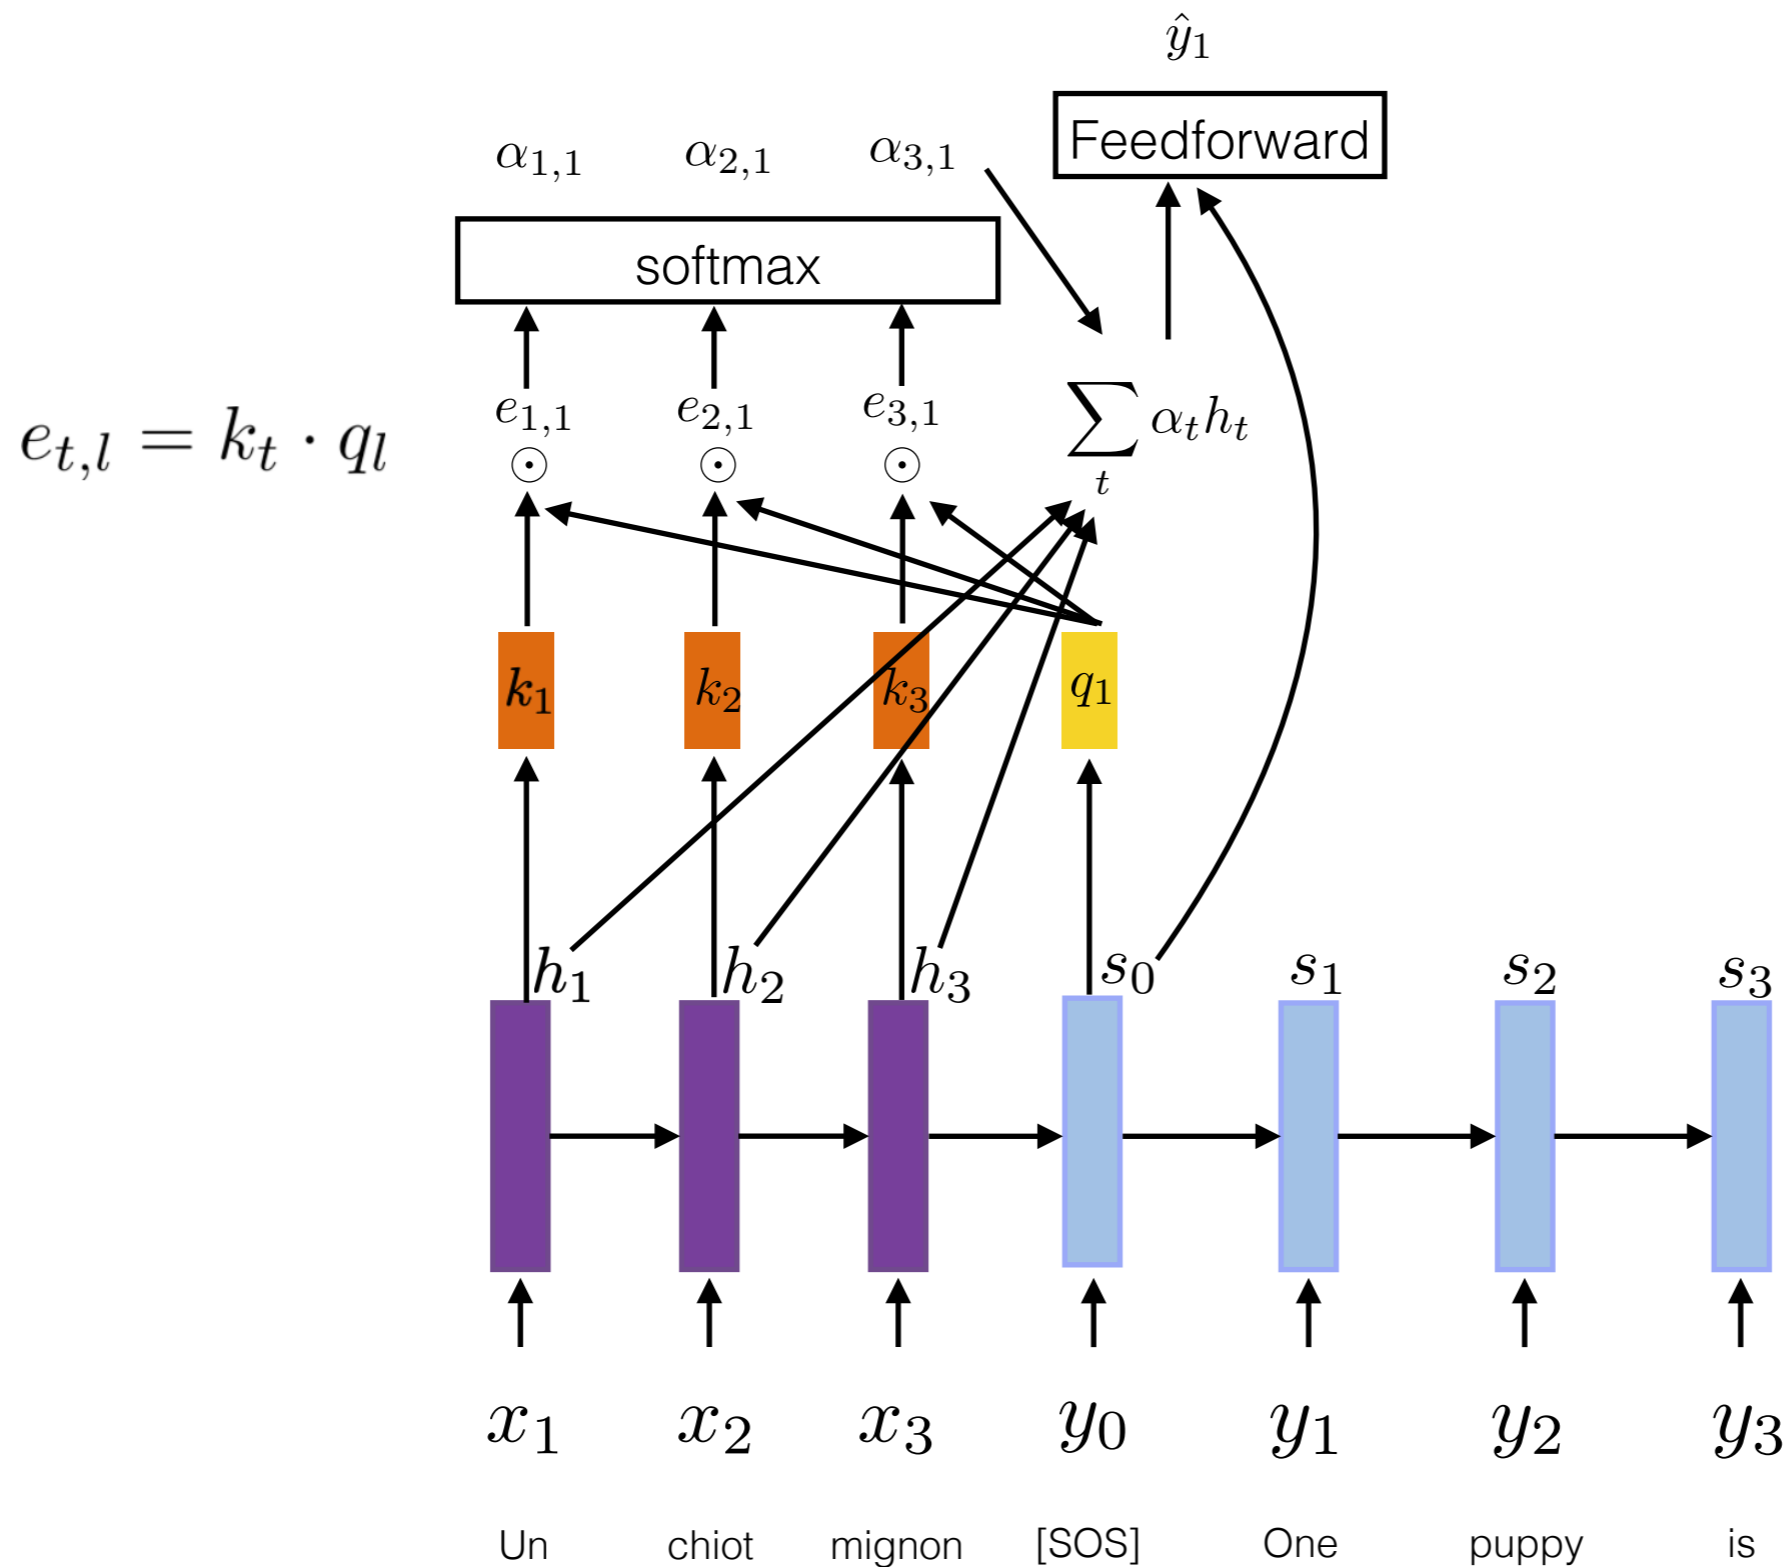 ŷ₁
Feedforward
α₁,₁ α₂,₁ α₃,₁
softmax
e₁,₁ e₂,₁ e₃,₁
∑ₜ αₜhₜ
eₜ,ₗ = kₜ · qₗ
k₁ k₂ k₃ q₁
h₁ h₂ h₃ s₀ s₁ s₂ s₃
x₁ x₂ x₃ y₀ y₁ y₂ y₃
Un chiot mignon [SOS] One puppy is